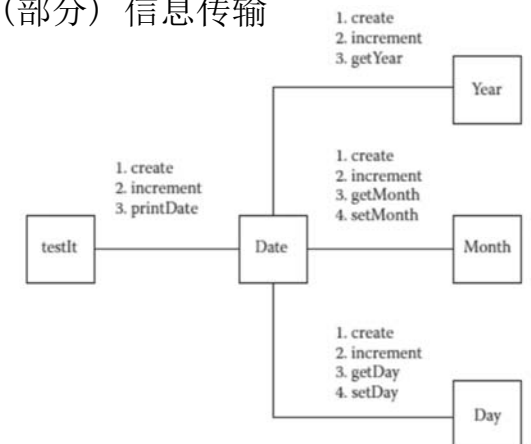 (部分) 信息传输
1. create
2. increment
3. getYear
Year
1. create
2. increment
3. printDate
1. create
2. increment
3. getMonth
4. setMonth
testIt
Date
Month
1. create
2. increment
3. getDay
4. setDay
Day